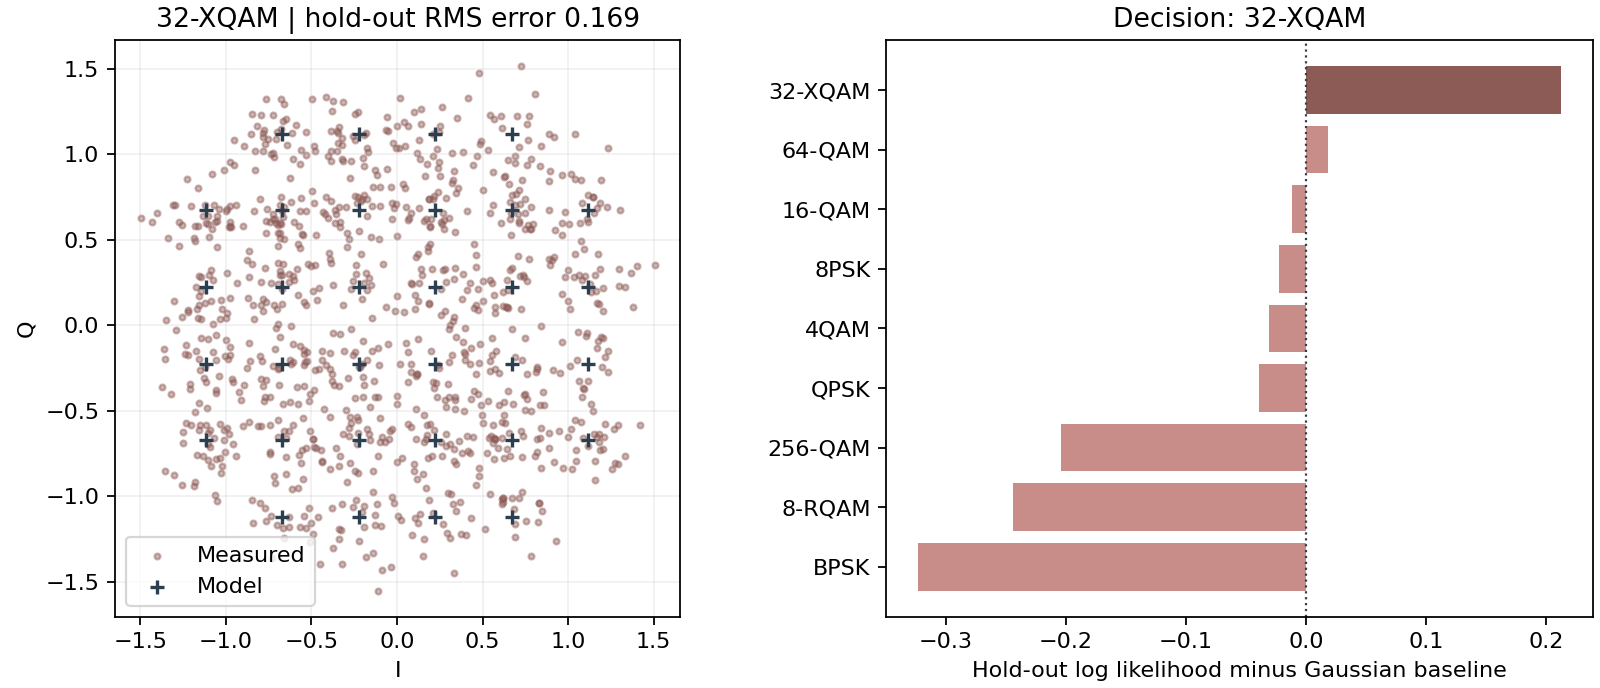 32-XQAM | hold-out RMS error 0.169
1.5
1.0
0.5
0.0
−0.5
−1.0
−1.5
Q
Measured
Model
−1.5
−1.0
−0.5
0.0
0.5
1.0
1.5
I
Decision: 32-XQAM
32-XQAM
64-QAM
16-QAM
8PSK
4QAM
QPSK
256-QAM
8-RQAM
BPSK
−0.3
−0.2
−0.1
0.0
0.1
0.2
Hold-out log likelihood minus Gaussian baseline